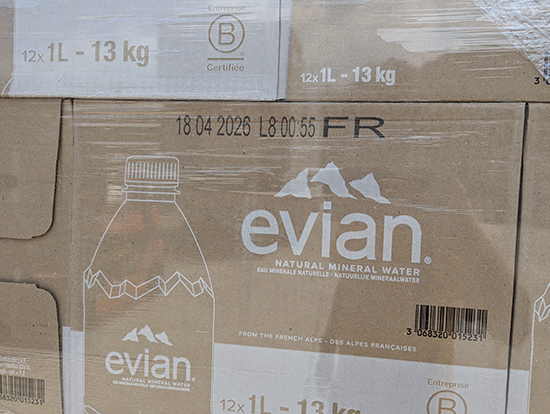 Entreprise
B
Certifiée
12x 1L - 13 kg
12x 1L - 13 kg
18 04 2026 L8 00:55 FR
evian®
NATURAL MINERAL WATER
EAU MINERALE NATURELLE - NATUURLIJK MINERAALWATER
3 068320 015231
FROM THE FRENCH ALPS - DES ALPES FRANÇAISES
evian
NATURAL MINERAL WATER
Entreprise
B
12x 1L - 13 kg